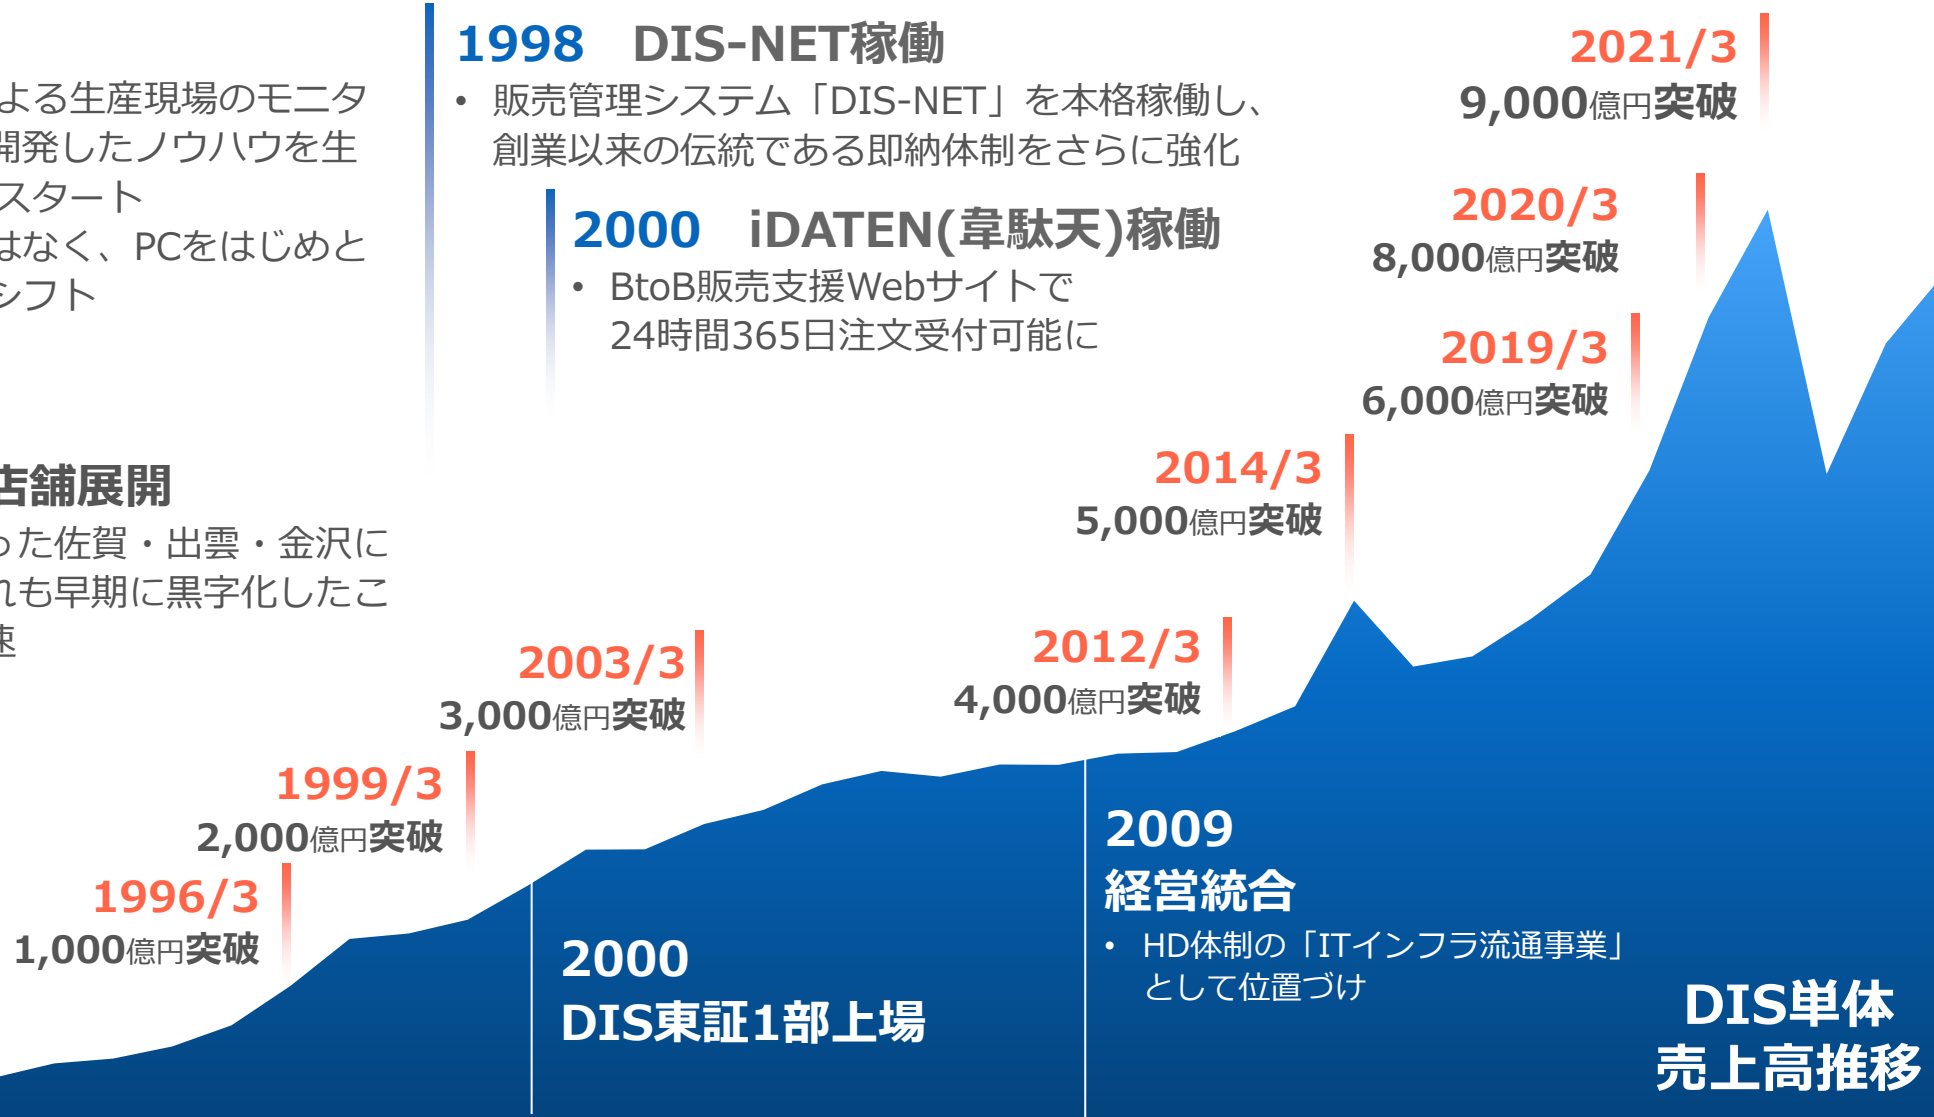 よる生産現場のモニタ
開発したノウハウを生
スタート
はなく、PCをはじめと
シフト
店舗展開
った佐賀・出雲・金沢に
れも早期に黒字化したこ
速
1998 DIS-NET稼働
• 販売管理システム「DIS-NET」を本格稼働し、
創業以来の伝統である即納体制をさらに強化
2000 iDATEN(韋駄天)稼働
• BtoB販売支援Webサイトで
24時間365日注文受付可能に
1996/3
1,000億円突破
1999/3
2,000億円突破
2003/3
3,000億円突破
2012/3
4,000億円突破
2014/3
5,000億円突破
2019/3
6,000億円突破
2020/3
8,000億円突破
2021/3
9,000億円突破
2000
DIS東証1部上場
2009
経営統合
• HD体制の「ITインフラ流通事業」
として位置づけ
DIS単体
売上高推移